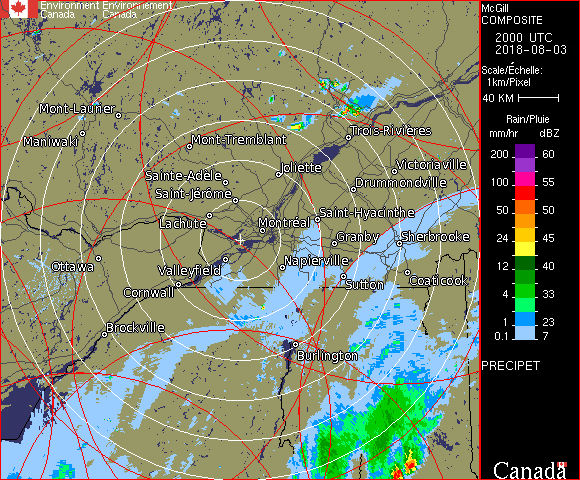 Environment Environnement
Canada Canada
McGill
COMPOSITE
2000 UTC
2018-08-03
Scale/Échelle:
1km/Pixel
40 KM
Rain/Pluie
mm/hr dBZ
200 60
150 57
100 55
50 50
24 45
12 40
4 33
1 23
0.1 7
PRECIPET
Canada
Mont-Laurier
Maniwaki
Mont-Tremblant
Trois-Rivières
Joliette
Victoriaville
Sainte-Adèle
Drummondville
Saint-Jérôme
Lachute
Saint-Hyacinthe
Montréal
Granby
Sherbrooke
Ottawa
Valleyfield
Napierville
Sutton
Coaticook
Cornwall
Brockville
Burlington